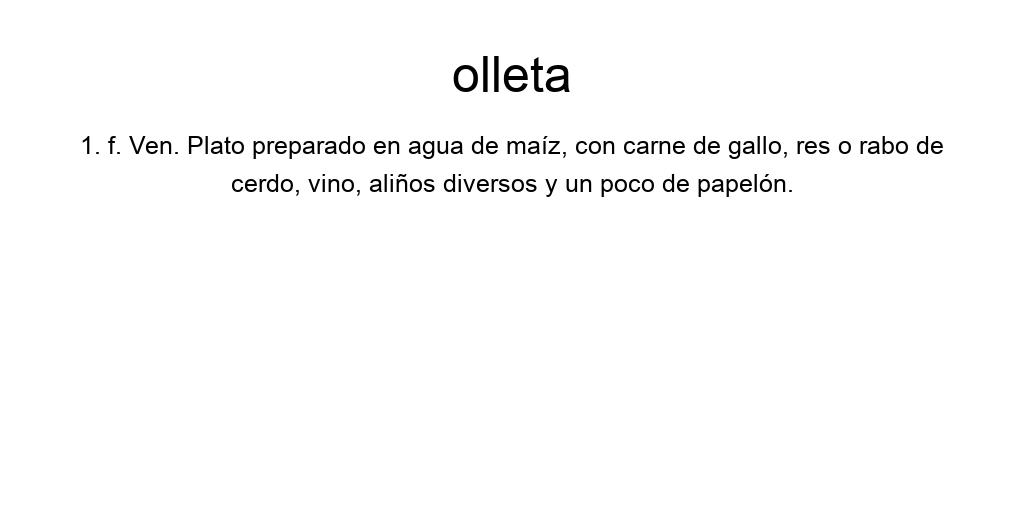 olleta
1. f. Ven. Plato preparado en agua de maíz, con carne de gallo, res o rabo de
cerdo, vino, aliños diversos y un poco de papelón.